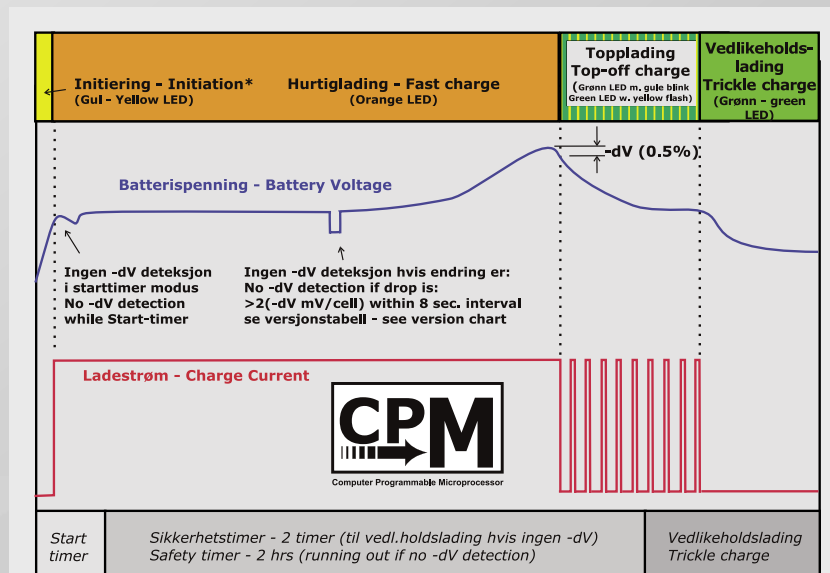 Initiering - Initiation*
(Gul - Yellow LED)
Hurtiglading - Fast charge
(Orange LED)
Topplading
Top-off charge
(Grønn LED m. gule blink
Green LED w. yellow flash)
Vedlikeholds-
lading
Trickle charge
(Grønn - green
LED)
-dV (0.5%)
Batterispenning - Battery Voltage
Ingen -dV deteksjon
i starttimer modus
No -dV detection
while Start-timer
Ingen -dV deteksjon hvis endring er:
No -dV detection if drop is:
>2(-dV mV/cell) within 8 sec. interval
se versjonstabell - see version chart
Ladestrøm - Charge Current
CPM
Computer Programmable Microprocessor
Start
timer
Sikkerhetstimer - 2 timer (til vedl.holdslading hvis ingen -dV)
Safety timer - 2 hrs (running out if no -dV detection)
Vedlikeholdslading
Trickle charge